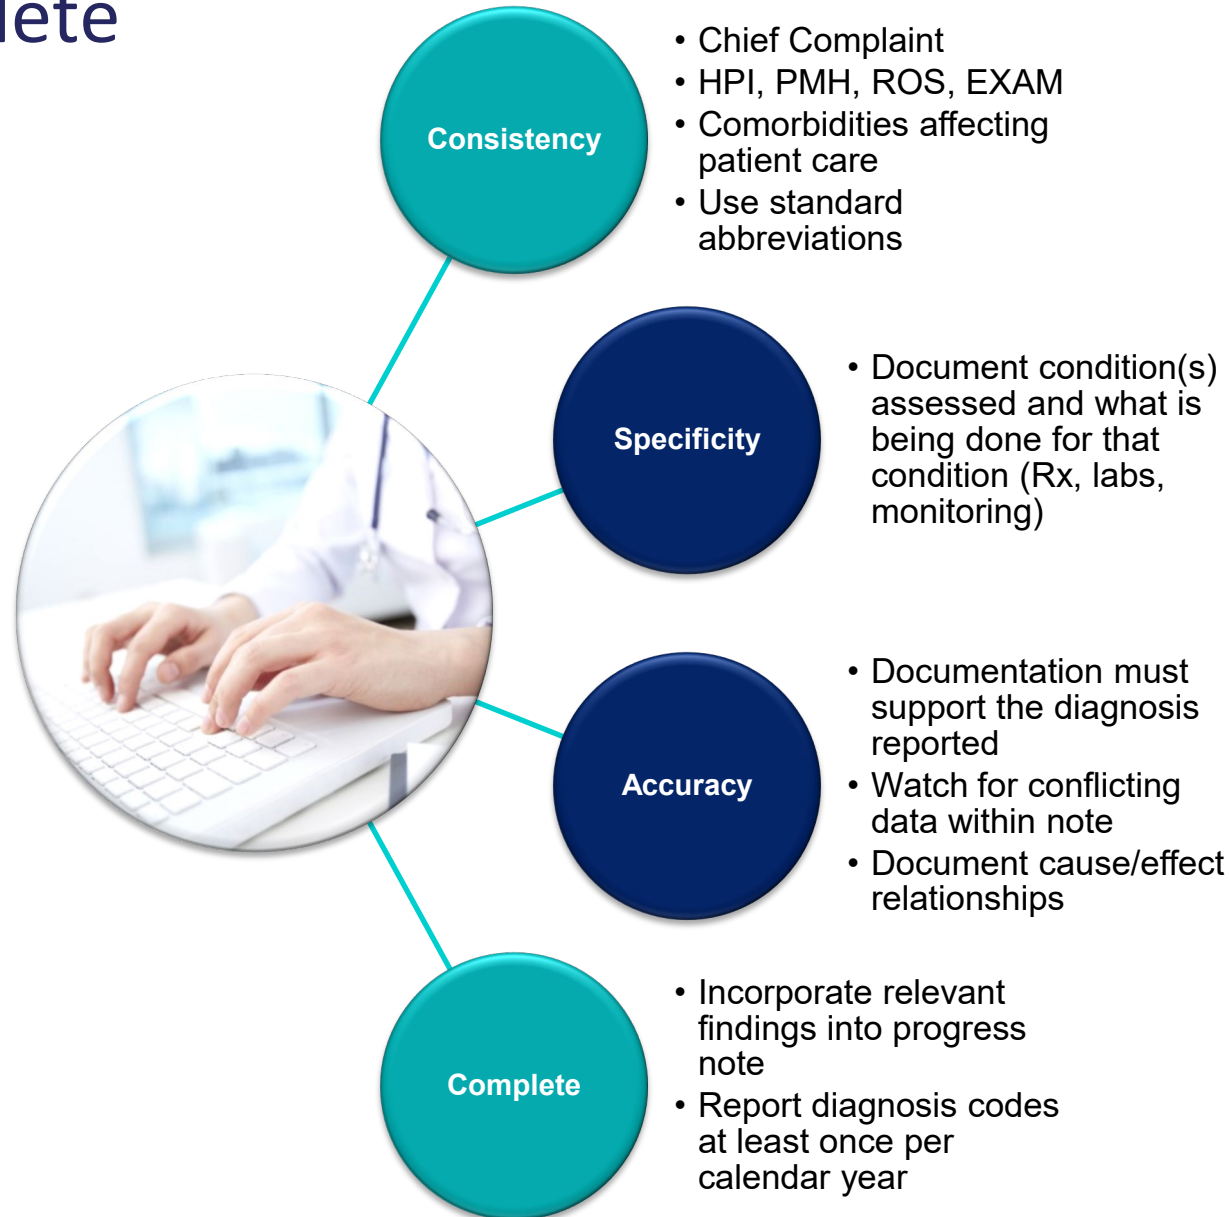 Consistency
• Chief Complaint
• HPI, PMH, ROS, EXAM
• Comorbidities affecting
patient care
• Use standard
abbreviations
Specificity
• Document condition(s)
assessed and what is
being done for that
condition (Rx, labs,
monitoring)
Accuracy
• Documentation must
support the diagnosis
reported
• Watch for conflicting
data within note
• Document cause/effect
relationships
Complete
• Incorporate relevant
findings into progress
note
• Report diagnosis codes
at least once per
calendar year